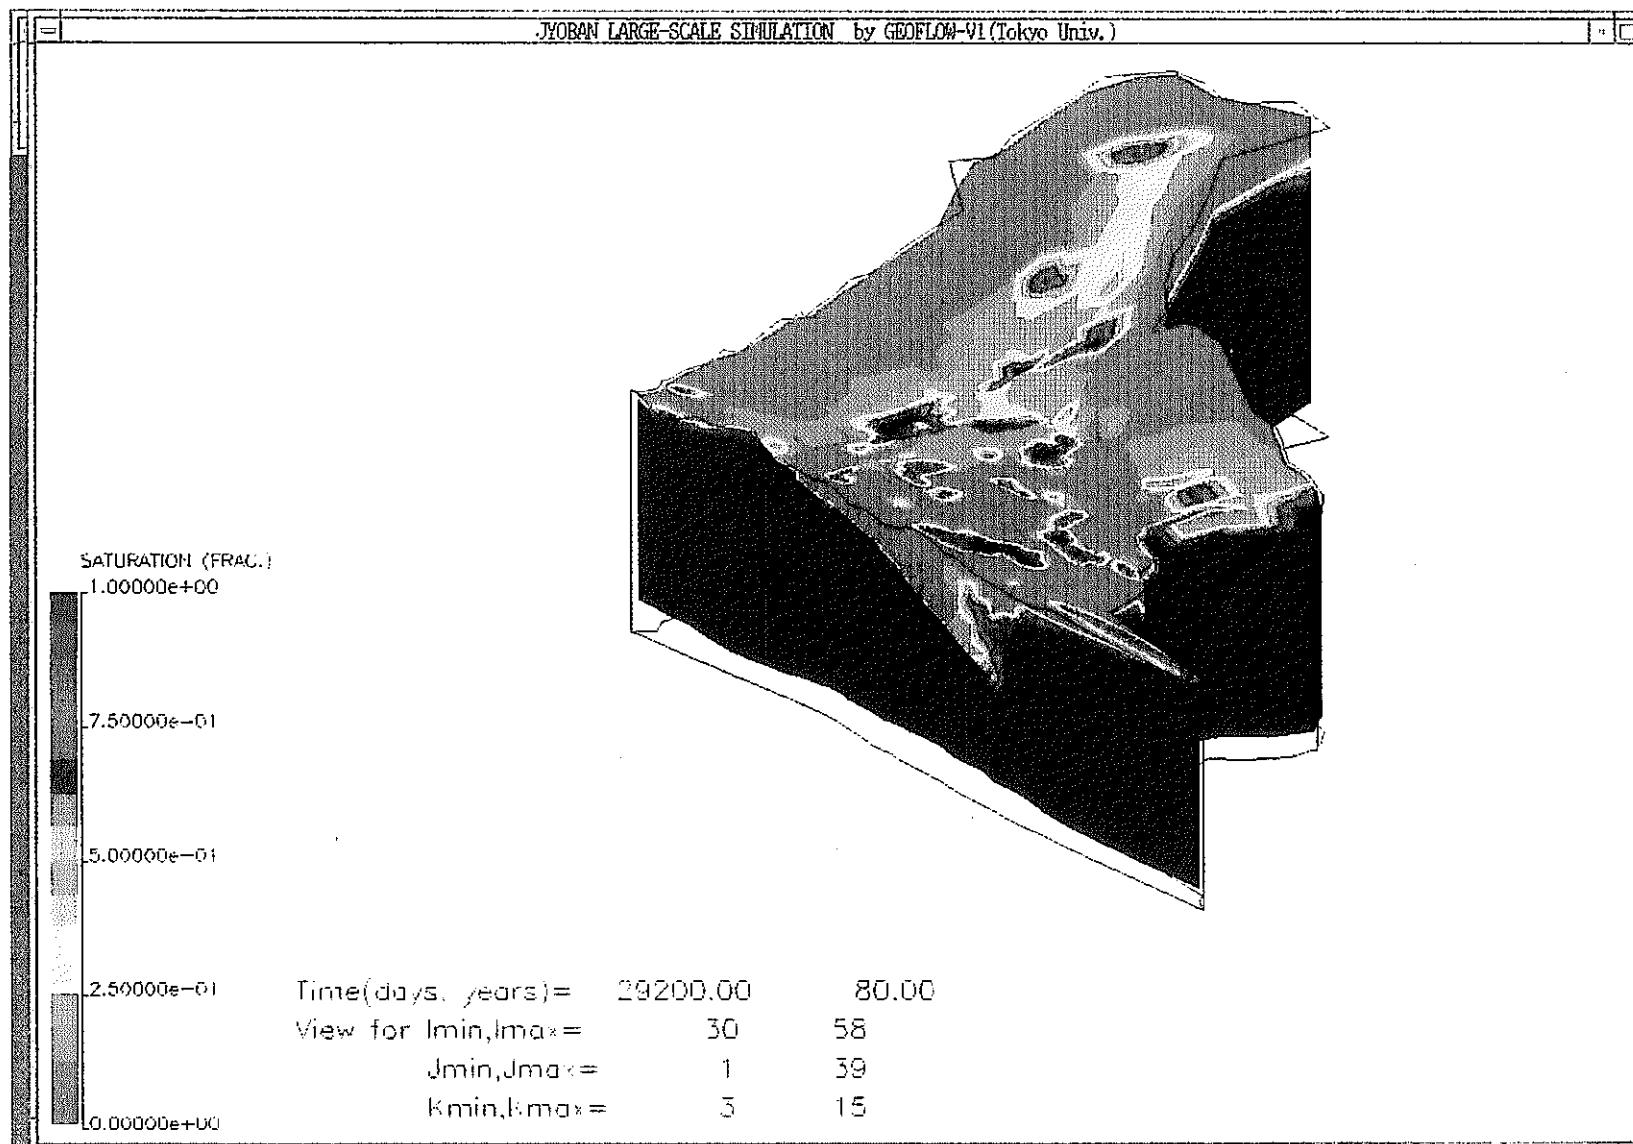 JYOBAN LARGE-SCALE SIMULATION by GEOFLOW-V1(Tokyo Univ.)
SATURATION (FRAC.)
1.00000e+00
7.50000e-01
5.00000e-01
2.50000e-01
0.00000e+00
Time(days, years)= 29200.00 80.00
View for Imin,Imax= 30 58
Jmin,Jmax= 1 39
Kmin,Kmax= 3 15